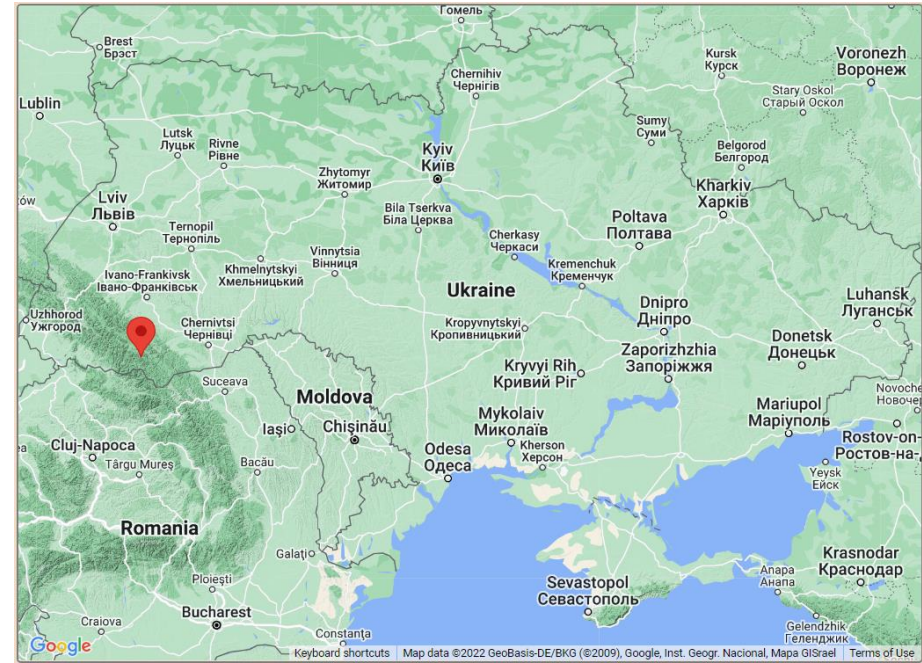 Гомель
Brest
Брэст
Chernihiv
Чернігів
Kursk
Курск
Voronezh
Воронеж
Stary Oskol
Старый Оскол
Lublin
Lutsk
Луцьк
Rivne
Рівне
Sumy
Суми
Belgorod
Белгород
Kyiv
Київ
Zhytomyr
Житомир
Kharkiv
Харків
ów
Lviv
Львів
Bila Tserkva
Біла Церква
Poltava
Полтава
Ternopil
Тернопіль
Cherkasy
Черкаси
Vinnytsia
Вінниця
Khmelnytskyi
Хмельницький
Kremenchuk
Кременчук
Ivano-Frankivsk
Івано-Франківськ
Ukraine
Luhansk
Луганськ
Uzhhorod
Ужгород
Chernivtsi
Чернівці
Dnipro
Дніпро
Kropyvnytskyi
Кропивницький
Donetsk
Донецьк
Zaporizhzhia
Запоріжжя
Kryvyi Rih
Кривий Ріг
Suceava
Moldova
Novoche
Новочер
Mariupol
Маріуполь
Mykolaiv
Миколаїв
Iași
Chișinău
Rostov-on-
Ростов-на-
Cluj-Napoca
Kherson
Херсон
Odesa
Одеса
Târgu Mureș
Bacău
Yeysk
Ейск
Romania
Galați
Krasnodar
Краснодар
Anapa
Анапа
Ploiești
Sevastopol
Севастополь
Bucharest
Craiova
Gelendzhik
Геленджик
Constanța
Google
Keyboard shortcuts
Map data ©2022 GeoBasis-DE/BKG (©2009), Google, Inst. Geogr. Nacional, Mapa GISrael
Terms of Use